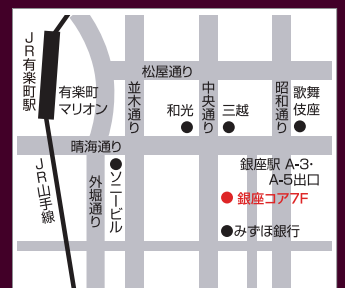 JR有楽町駅
有楽町
マリオン
松屋通り
並木通り
和光
中央通り
三越
昭和通り
歌舞
伎座
晴海通り
JR山手線
外堀通り
ソニービル
銀座駅 A-3・
A-5出口
銀座コア7F
みずほ銀行